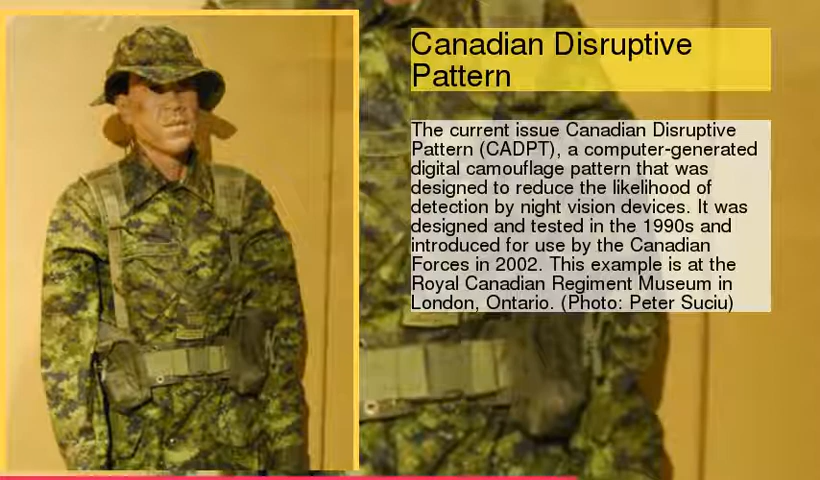 Canadian Disruptive
Pattern
The current issue Canadian Disruptive
Pattern (CADPT), a computer-generated
digital camouflage pattern that was
designed to reduce the likelihood of
detection by night vision devices. It was
designed and tested in the 1990s and
introduced for use by the Canadian
Forces in 2002. This example is at the
Royal Canadian Regiment Museum in
London, Ontario. (Photo: Peter Suciu)